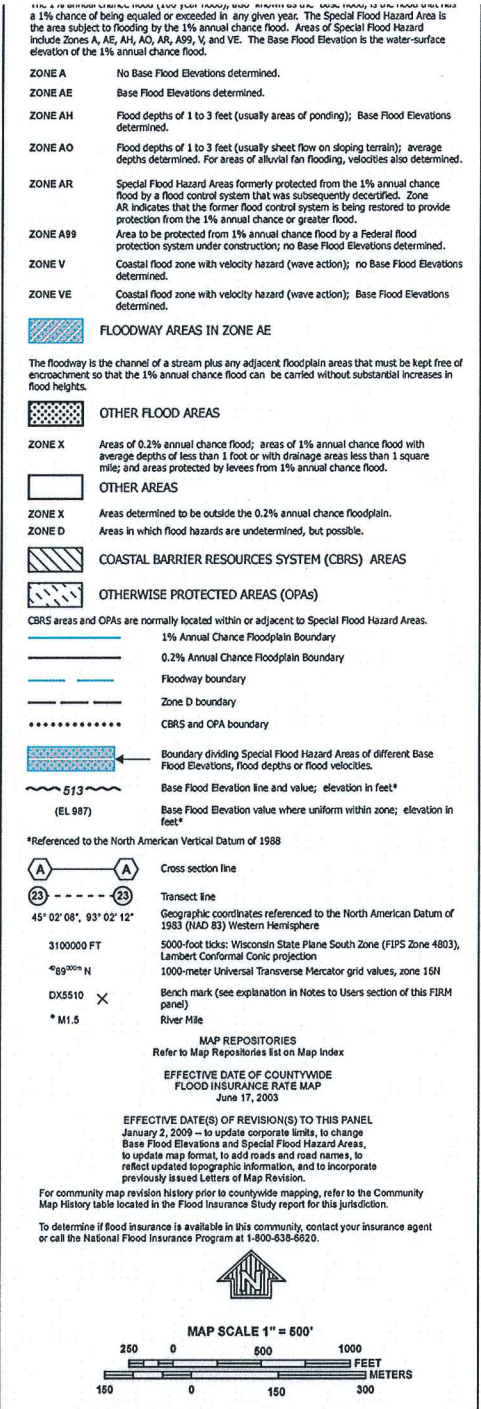 a 1% chance of being equaled or exceeded in any given year. The Special Flood Hazard Area is
the area subject to flooding by the 1% annual chance flood. Areas of Special Flood Hazard
include Zones A, AE, AH, AO, AR, A99, V, and VE. The Base Flood Elevation is the water-surface
elevation of the 1% annual chance flood.
ZONE A No Base Flood Elevations determined.
ZONE AE Base Flood Elevations determined.
ZONE AH Flood depths of 1 to 3 feet (usually areas of ponding); Base Flood Elevations
determined.
ZONE AO Flood depths of 1 to 3 feet (usually sheet flow on sloping terrain); average
depths determined. For areas of alluvial fan flooding, velocities also determined.
ZONE AR Special Flood Hazard Areas formerly protected from the 1% annual chance
flood by a flood control system that was subsequently decertified. Zone
AR indicates that the former flood control system is being restored to provide
protection from the 1% annual chance or greater flood.
ZONE A99 Area to be protected from 1% annual chance flood by a Federal flood
protection system under construction; no Base Flood Elevations determined.
ZONE V Coastal flood zone with velocity hazard (wave action); no Base Flood Elevations
determined.
ZONE VE Coastal flood zone with velocity hazard (wave action); Base Flood Elevations
determined.
FLOODWAY AREAS IN ZONE AE
The floodway is the channel of a stream plus any adjacent floodplain areas that must be kept free of
encroachment so that the 1% annual chance flood can be carried without substantial increases in
flood heights.
OTHER FLOOD AREAS
ZONE X Areas of 0.2% annual chance flood; areas of 1% annual chance flood with
average depths of less than 1 foot or with drainage areas less than 1 square
mile; and areas protected by levees from 1% annual chance flood.
OTHER AREAS
ZONE X Areas determined to be outside the 0.2% annual chance floodplain.
ZONE D Areas in which flood hazards are undetermined, but possible.
COASTAL BARRIER RESOURCES SYSTEM (CBRS) AREAS
OTHERWISE PROTECTED AREAS (OPAs)
CBRS areas and OPAs are normally located within or adjacent to Special Flood Hazard Areas.
1% Annual Chance Floodplain Boundary
0.2% Annual Chance Floodplain Boundary
Floodway boundary
Zone D boundary
CBRS and OPA boundary
Boundary dividing Special Flood Hazard Areas of different Base
Flood Elevations, flood depths or flood velocities.
513 Base Flood Elevation line and value; elevation in feet*
(EL 987) Base Flood Elevation value where uniform within zone; elevation in
feet*
*Referenced to the North American Vertical Datum of 1988
A A Cross section line
23 23 Transect line
45° 02' 08", 93° 02' 12" Geographic coordinates referenced to the North American Datum of
1983 (NAD 83) Western Hemisphere
3100000 FT 5000-foot ticks: Wisconsin State Plane South Zone (FIPS Zone 4803),
Lambert Conformal Conic projection
4989000m N 1000-meter Universal Transverse Mercator grid values, zone 16N
DX5510 X Bench mark (see explanation in Notes to Users section of this FIRM
panel)
• M1.5 River Mile
MAP REPOSITORIES
Refer to Map Repositories list on Map Index
EFFECTIVE DATE OF COUNTYWIDE
FLOOD INSURANCE RATE MAP
June 17, 2003
EFFECTIVE DATE(S) OF REVISION(S) TO THIS PANEL
January 2, 2009 -- to update corporate limits, to change
Base Flood Elevations and Special Flood Hazard Areas,
to update map format, to add roads and road names, to
reflect updated topographic information, and to incorporate
previously issued Letters of Map Revision.
For community map revision history prior to countywide mapping, refer to the Community
Map History table located in the Flood Insurance Study report for this jurisdiction.
To determine if flood insurance is available in this community, contact your insurance agent
or call the National Flood Insurance Program at 1-800-638-6620.
N
MAP SCALE 1" = 500'
250 0 500 1000
FEET
METERS
150 0 150 300